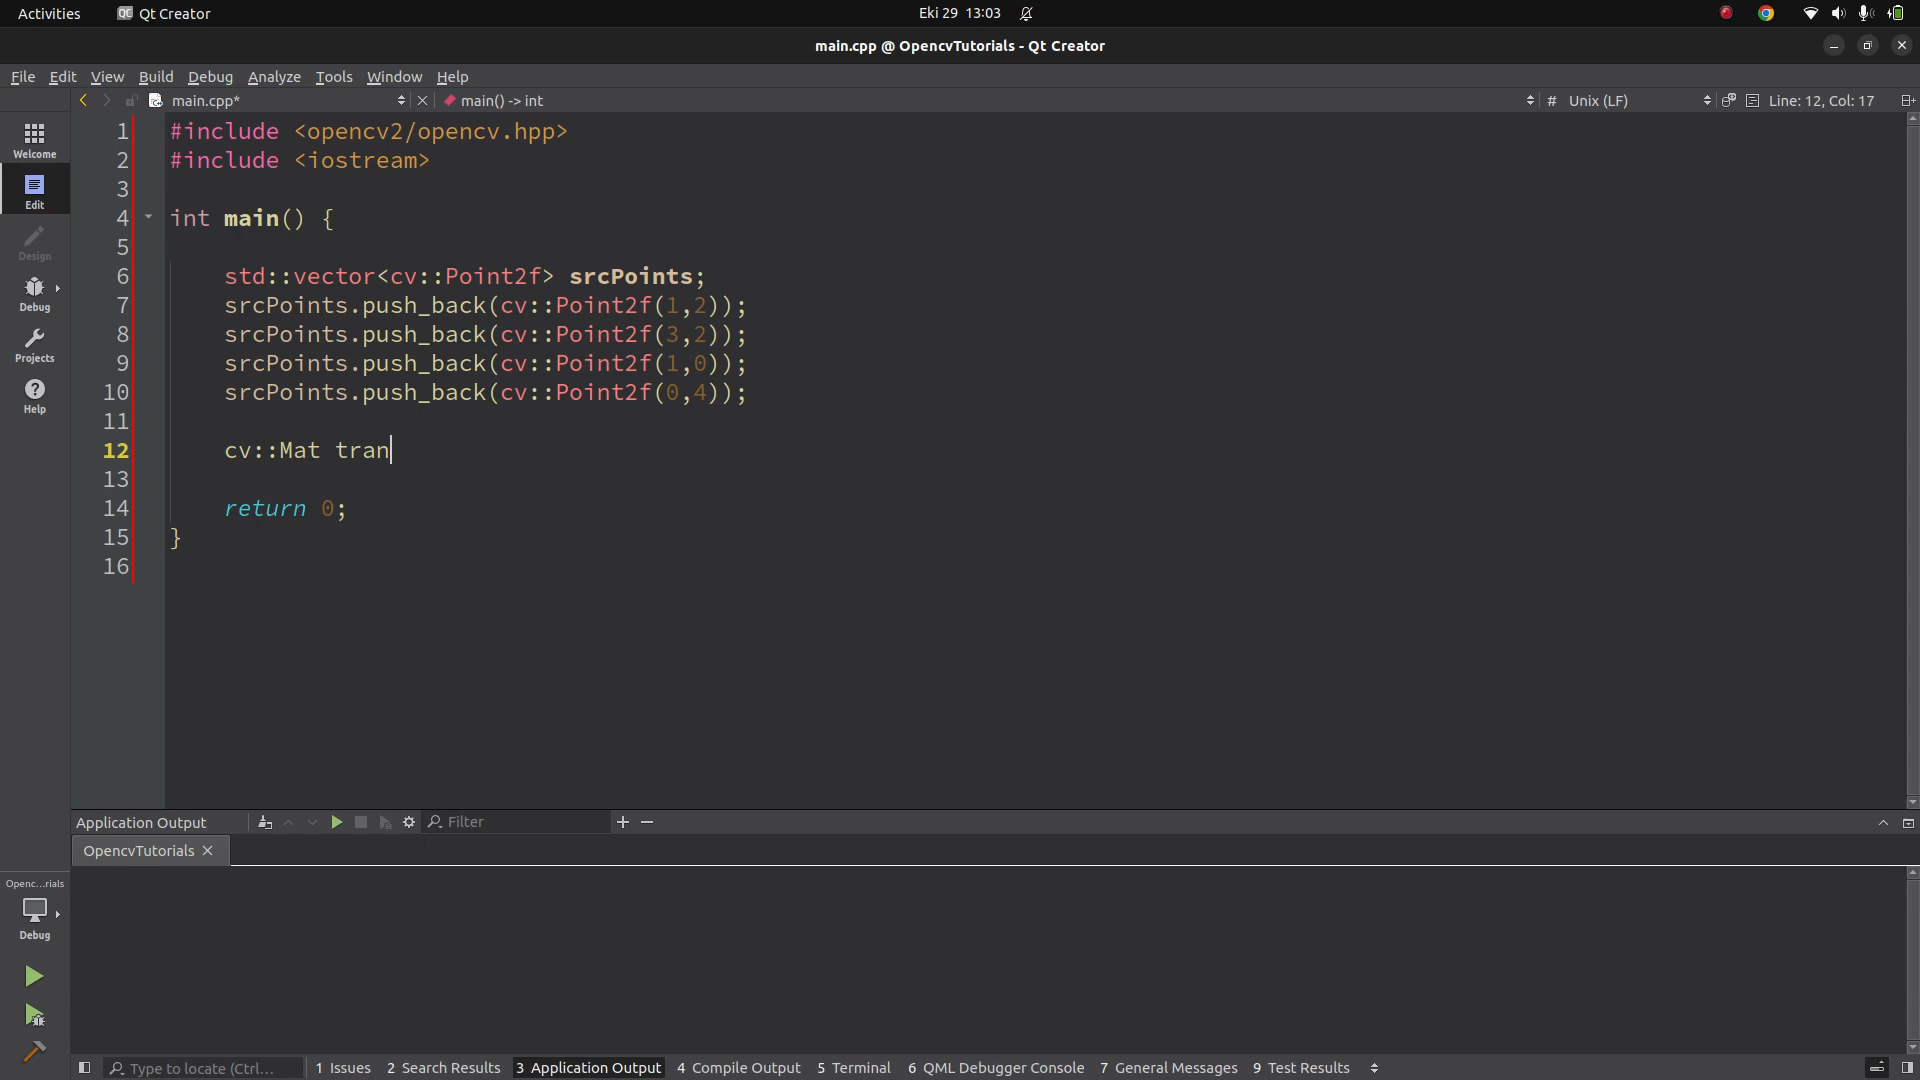 Activities Qt Creator Eki 29 13:03
main.cpp @ OpencvTutorials - Qt Creator
File Edit View Build Debug Analyze Tools Window Help
main.cpp* main() -> int # Unix (LF) Line: 12, Col: 17
Welcome
Edit
Design
Debug
Projects
Help
1 #include <opencv2/opencv.hpp>
2 #include <iostream>
3
4 int main() {
5
6 std::vector<cv::Point2f> srcPoints;
7 srcPoints.push_back(cv::Point2f(1,2));
8 srcPoints.push_back(cv::Point2f(3,2));
9 srcPoints.push_back(cv::Point2f(1,0));
10 srcPoints.push_back(cv::Point2f(0,4));
11
12 cv::Mat tran
13
14 return 0;
15 }
16
Application Output Filter
OpencvTutorials
Openc...rials
Debug
Type to locate (Ctrl... 1 Issues 2 Search Results 3 Application Output 4 Compile Output 5 Terminal 6 QML Debugger Console 7 General Messages 9 Test Results